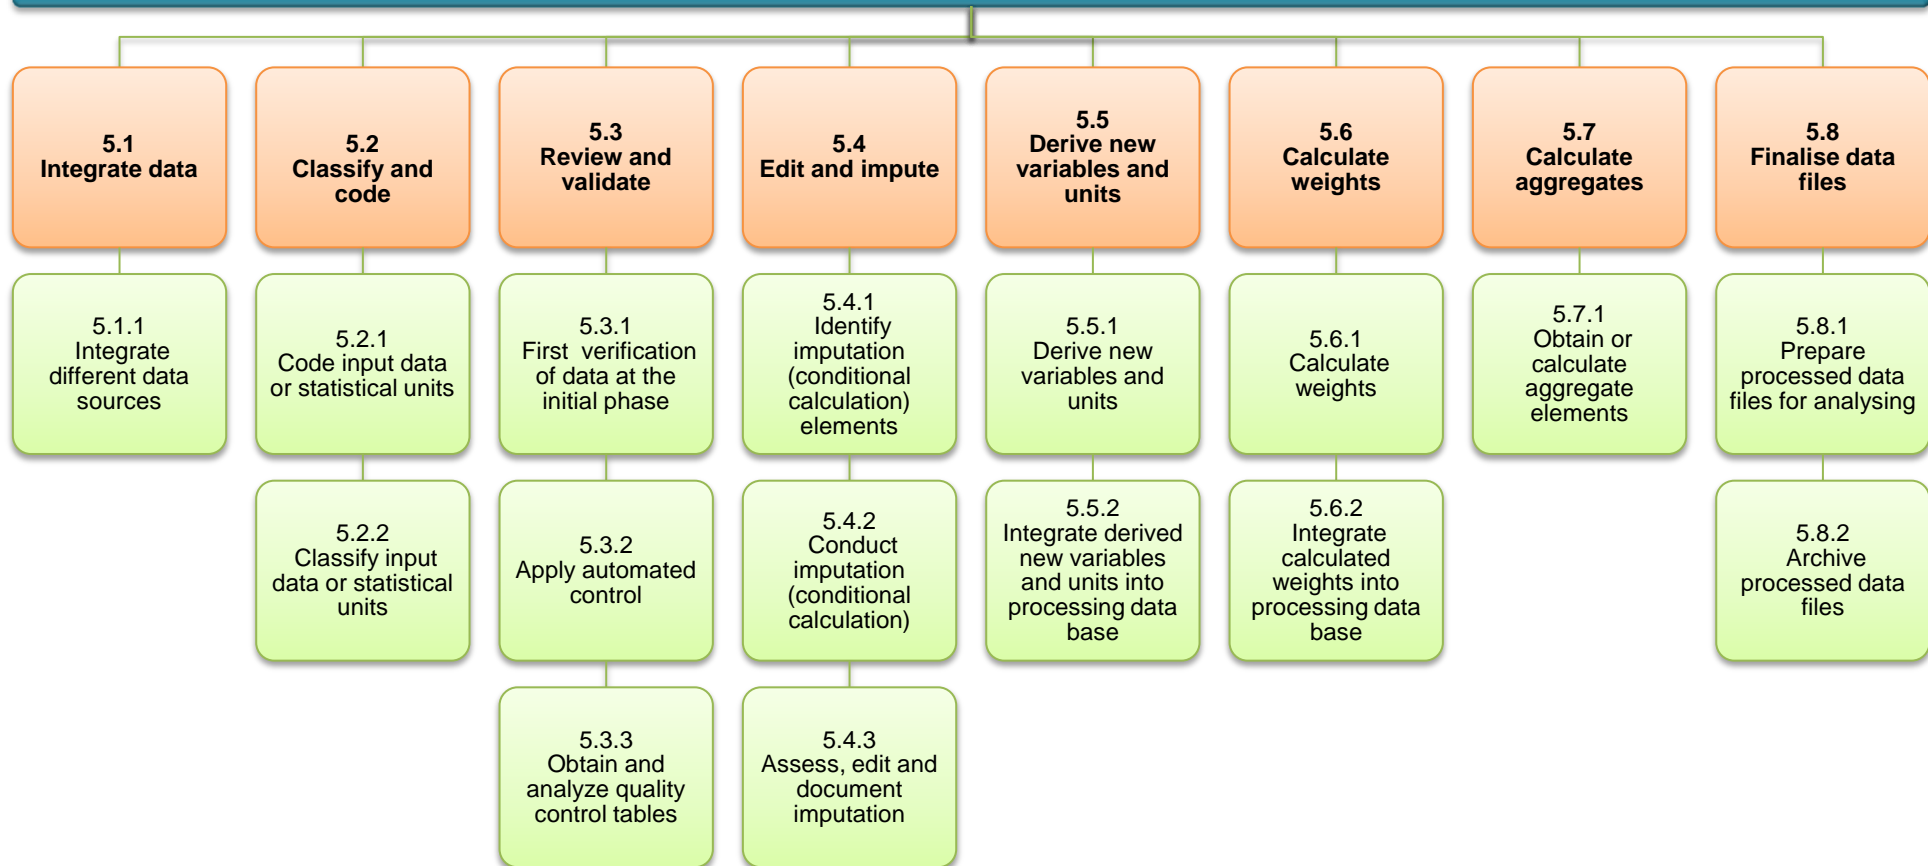 5.1
Integrate data
5.2
Classify and
code
5.3
Review and
validate
5.4
Edit and impute
5.5
Derive new
variables and
units
5.6
Calculate
weights
5.7
Calculate
aggregates
5.8
Finalise data
files
5.1.1
Integrate
different data
sources
5.2.1
Code input data
or statistical units
5.3.1
First  verification
of data at the
initial phase
5.4.1
Identify
imputation
(conditional
calculation)
elements
5.5.1
Derive new
variables and
units
5.6.1
Calculate
weights
5.7.1
Obtain or
calculate
aggregate
elements
5.8.1
Prepare
processed data
files for analysing
5.2.2
Classify input
data or statistical
units
5.3.2
Apply automated
control
5.4.2
Conduct
imputation
(conditional
calculation)
5.5.2
Integrate derived
new variables
and units into
processing data
base
5.6.2
Integrate
calculated
weights into
processing data
base
5.8.2
Archive
processed data
files
5.3.3
Obtain and
analyze quality
control tables
5.4.3
Assess, edit and
document
imputation